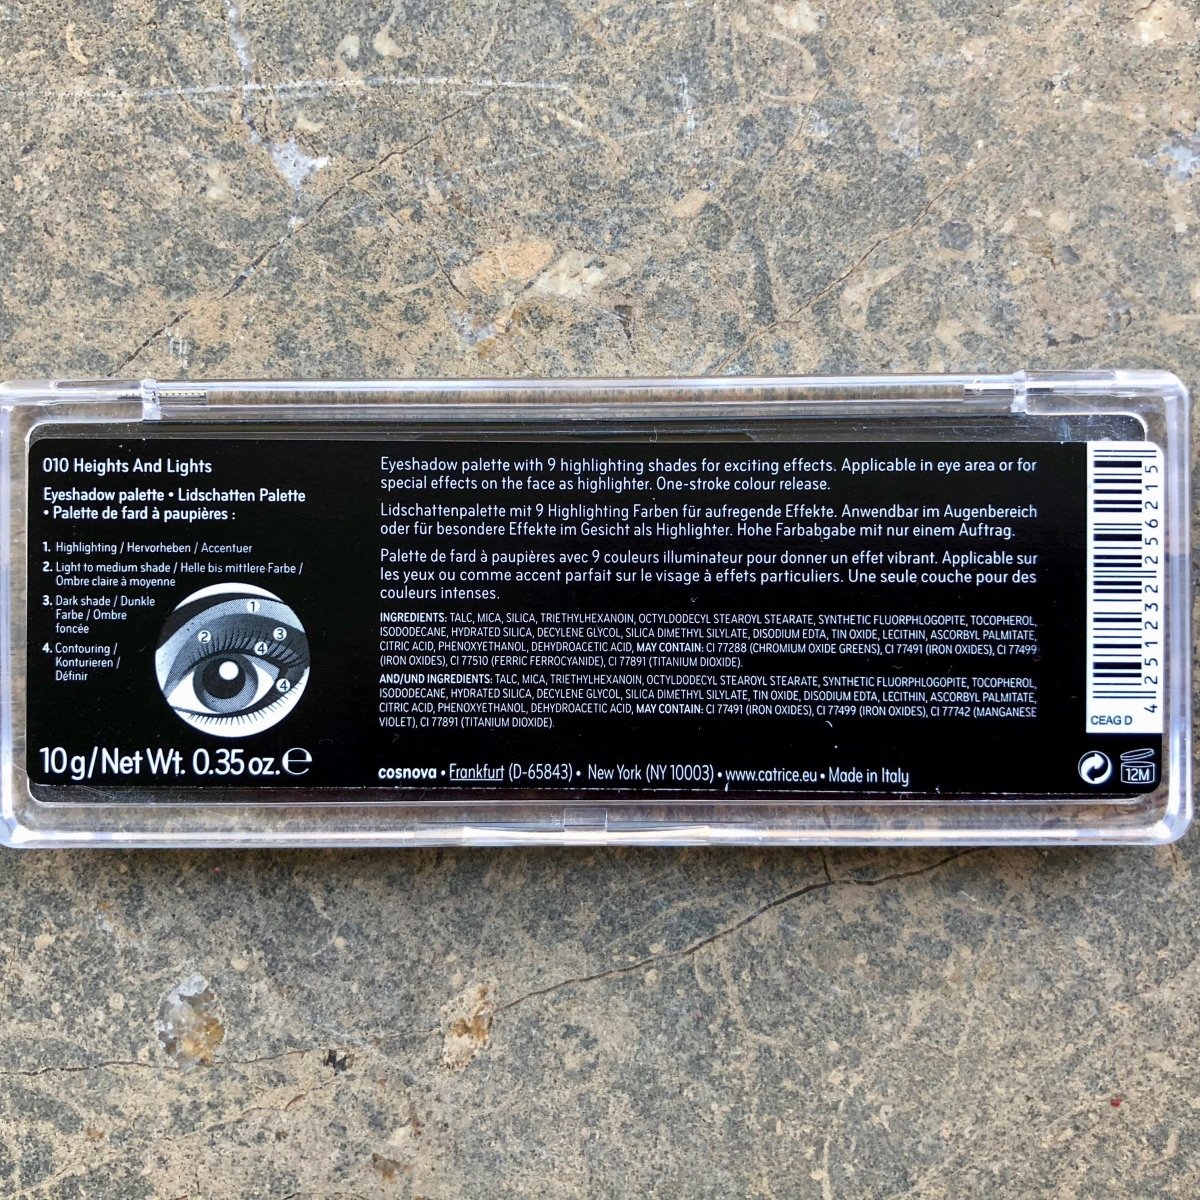 010 Heights And Lights
Eyeshadow palette • Lidschatten Palette
• Palette de fard à paupières :
1. Highlighting / Hervorheben / Accentuer
2. Light to medium shade / Helle bis mittlere Farbe /
Ombre claire à moyenne
3. Dark shade / Dunkle
Farbe / Ombre
foncée
4. Contouring /
Konturieren /
Définir
1
2
3
4
4
10 g/Net Wt. 0.35 oz. ℮
Eyeshadow palette with 9 highlighting shades for exciting effects. Applicable in eye area or for
special effects on the face as highlighter. One-stroke colour release.
Lidschattenpalette mit 9 Highlighting Farben für aufregende Effekte. Anwendbar im Augenbereich
oder für besondere Effekte im Gesicht als Highlighter. Hohe Farbabgabe mit nur einem Auftrag.
Palette de fard à paupières avec 9 couleurs illuminateur pour donner un effet vibrant. Applicable sur
les yeux ou comme accent parfait sur le visage à effets particuliers. Une seule couche pour des
couleurs intenses.
INGREDIENTS: TALC, MICA, SILICA, TRIETHYLHEXANOIN, OCTYLDODECYL STEAROYL STEARATE, SYNTHETIC FLUORPHLOGOPITE, TOCOPHEROL,
ISODODECANE, HYDRATED SILICA, DECYLENE GLYCOL, SILICA DIMETHYL SILYLATE, DISODIUM EDTA, TIN OXIDE, LECITHIN, ASCORBYL PALMITATE,
CITRIC ACID, PHENOXYETHANOL, DEHYDROACETIC ACID, MAY CONTAIN: CI 77288 (CHROMIUM OXIDE GREENS), CI 77491 (IRON OXIDES), CI 77499
(IRON OXIDES), CI 77510 (FERRIC FERROCYANIDE), CI 77891 (TITANIUM DIOXIDE).
AND/UND INGREDIENTS: TALC, MICA, TRIETHYLHEXANOIN, OCTYLDODECYL STEAROYL STEARATE, SYNTHETIC FLUORPHLOGOPITE, TOCOPHEROL,
ISODODECANE, HYDRATED SILICA, DECYLENE GLYCOL, SILICA DIMETHYL SILYLATE, TIN OXIDE, DISODIUM EDTA, LECITHIN, ASCORBYL PALMITATE,
CITRIC ACID, PHENOXYETHANOL, DEHYDROACETIC ACID, MAY CONTAIN: CI 77491 (IRON OXIDES), CI 77499 (IRON OXIDES), CI 77742 (MANGANESE
VIOLET), CI 77891 (TITANIUM DIOXIDE).
cosnova • Frankfurt (D-65843) • New York (NY 10003) • www.catrice.eu • Made in Italy
4 251232 256215
CEAG D
12M